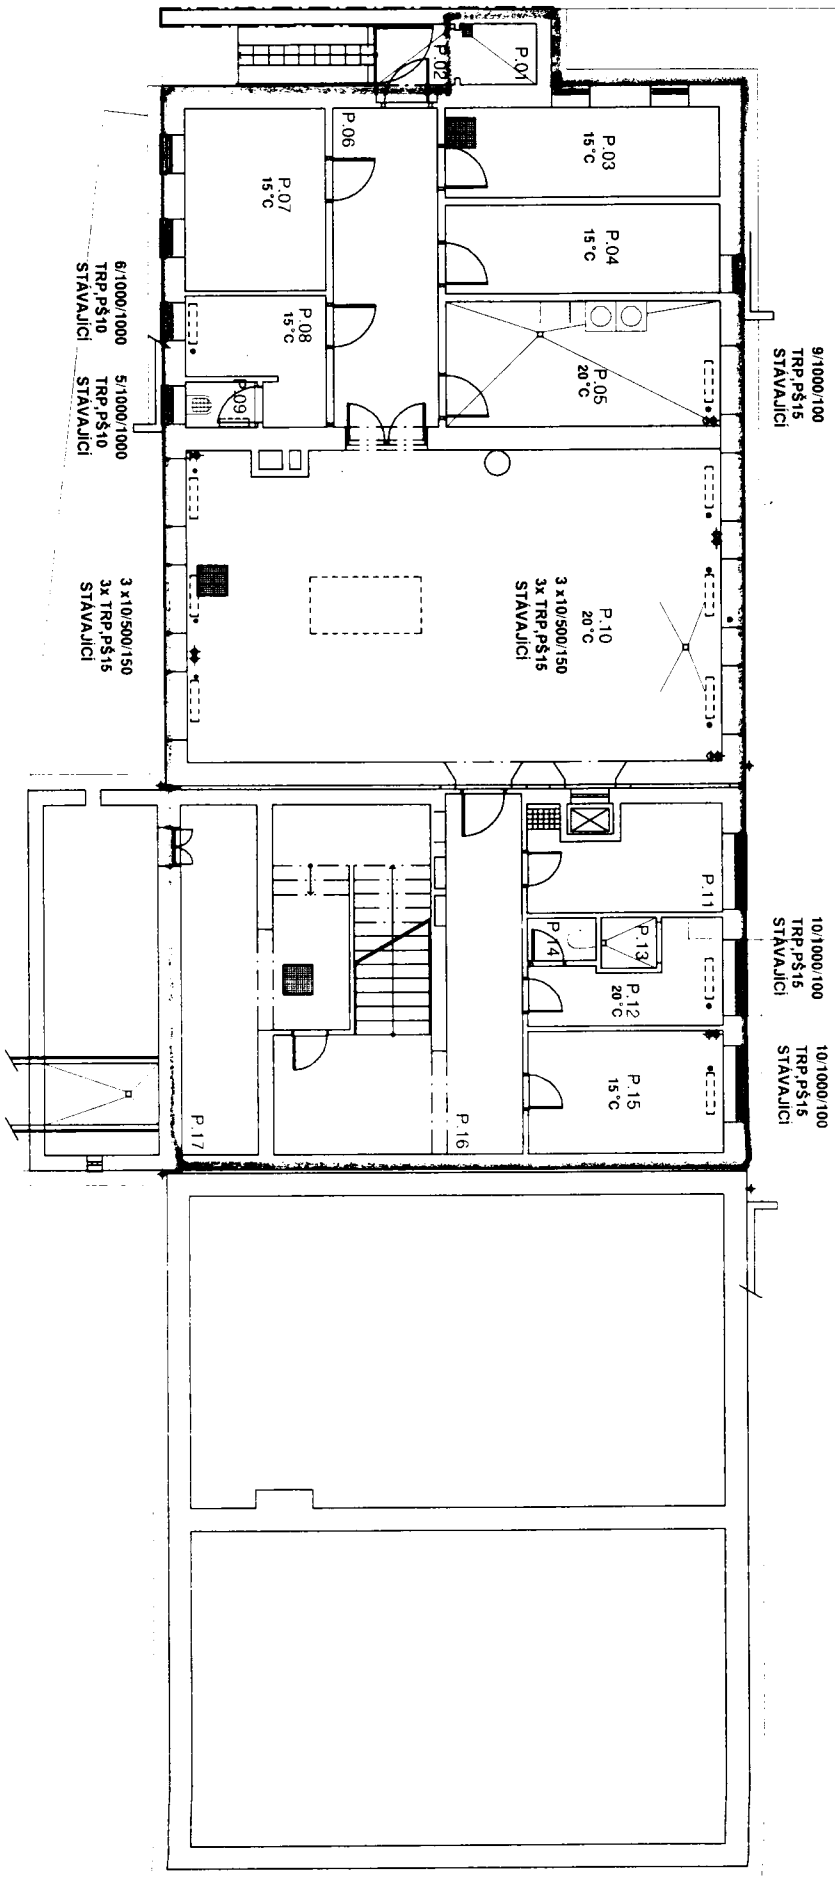 P.01
P.02
P.03
15°C
P.04
15°C
P.05
20°C
P.06
P.07
15°C
P.08
15°C
P.09
6/1000/1000
TRP,PŠ10
STÁVAJÍCÍ
5/1000/1000
TRP,PŠ10
STÁVAJÍCÍ
9/1000/100
TRP,PŠ15
STÁVAJÍCÍ
P.10
20°C
3 x10/500/150
3x TRP,PŠ15
STÁVAJÍCÍ
3 x10/500/150
3x TRP,PŠ15
STÁVAJÍCÍ
P.11
P.12
20°C
P.13
P.14
P.15
15°C
P.16
P.17
10/1000/100
TRP,PŠ15
STÁVAJÍCÍ
10/1000/100
TRP,PŠ15
STÁVAJÍCÍ